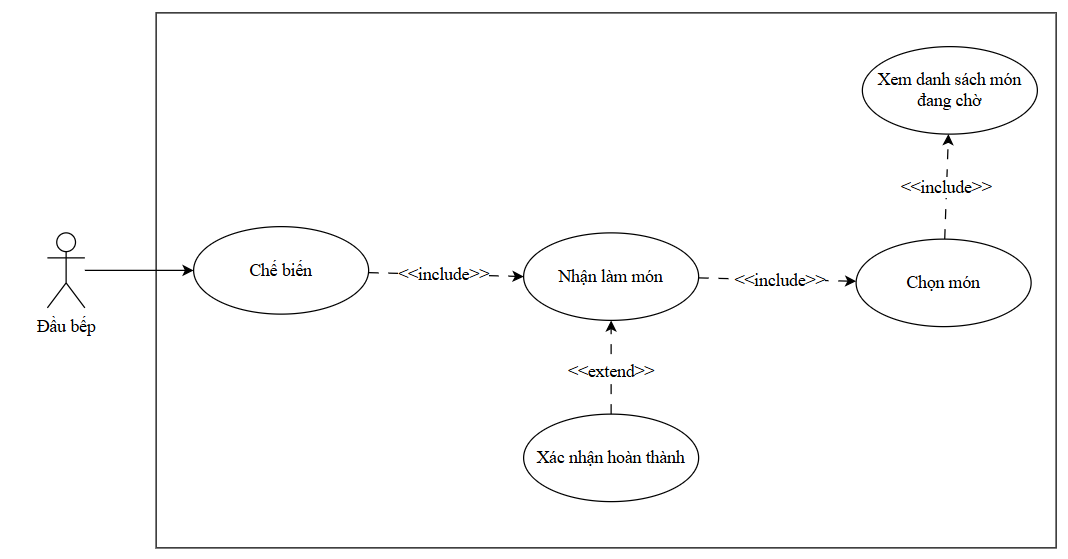 Xem danh sách món
đang chờ
<<include>>
Chế biến
<<include>>
Nhận làm món
<<include>>
Chọn món
Đầu bếp
<<extend>>
Xác nhận hoàn thành